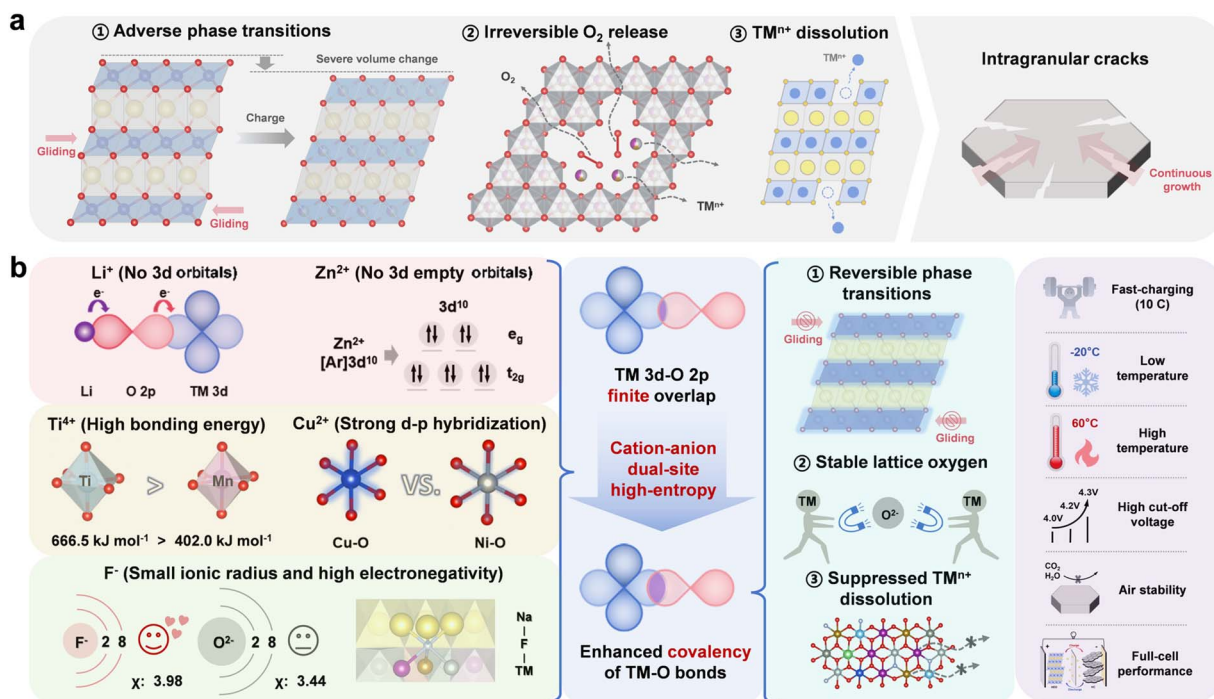 a
① Adverse phase transitions
Severe volume change
Charge
Gliding
Gliding
② Irreversible O₂ release
O₂
TMⁿ⁺
③ TMⁿ⁺ dissolution
TMⁿ⁺
Intragranular cracks
Continuous
growth
b
Li⁺ (No 3d orbitals)
e⁻
e⁻
Li
O 2p
TM 3d
Zn²⁺ (No 3d empty orbitals)
3d¹⁰
Zn²⁺
[Ar]3d¹⁰
e_g
t_2g
Ti⁴⁺ (High bonding energy)
Ti
>
Mn
666.5 kJ mol⁻¹ > 402.0 kJ mol⁻¹
Cu²⁺ (Strong d-p hybridization)
VS.
Cu-O
Ni-O
F⁻ (Small ionic radius and high electronegativity)
F⁻ 2 8
χ: 3.98
O²⁻ 2 8
χ: 3.44
Na
F
TM
TM 3d-O 2p
finite overlap
Cation-anion
dual-site
high-entropy
Enhanced covalency
of TM-O bonds
① Reversible phase
transitions
Gliding
Gliding
② Stable lattice oxygen
TM
O²⁻
TM
③ Suppressed TMⁿ⁺
dissolution
Fast-charging
(10 C)
-20°C
Low
temperature
60°C
High
temperature
4.0V
4.2V
4.3V
High cut-off
voltage
CO₂
H₂O
Air stability
Full-cell
performance